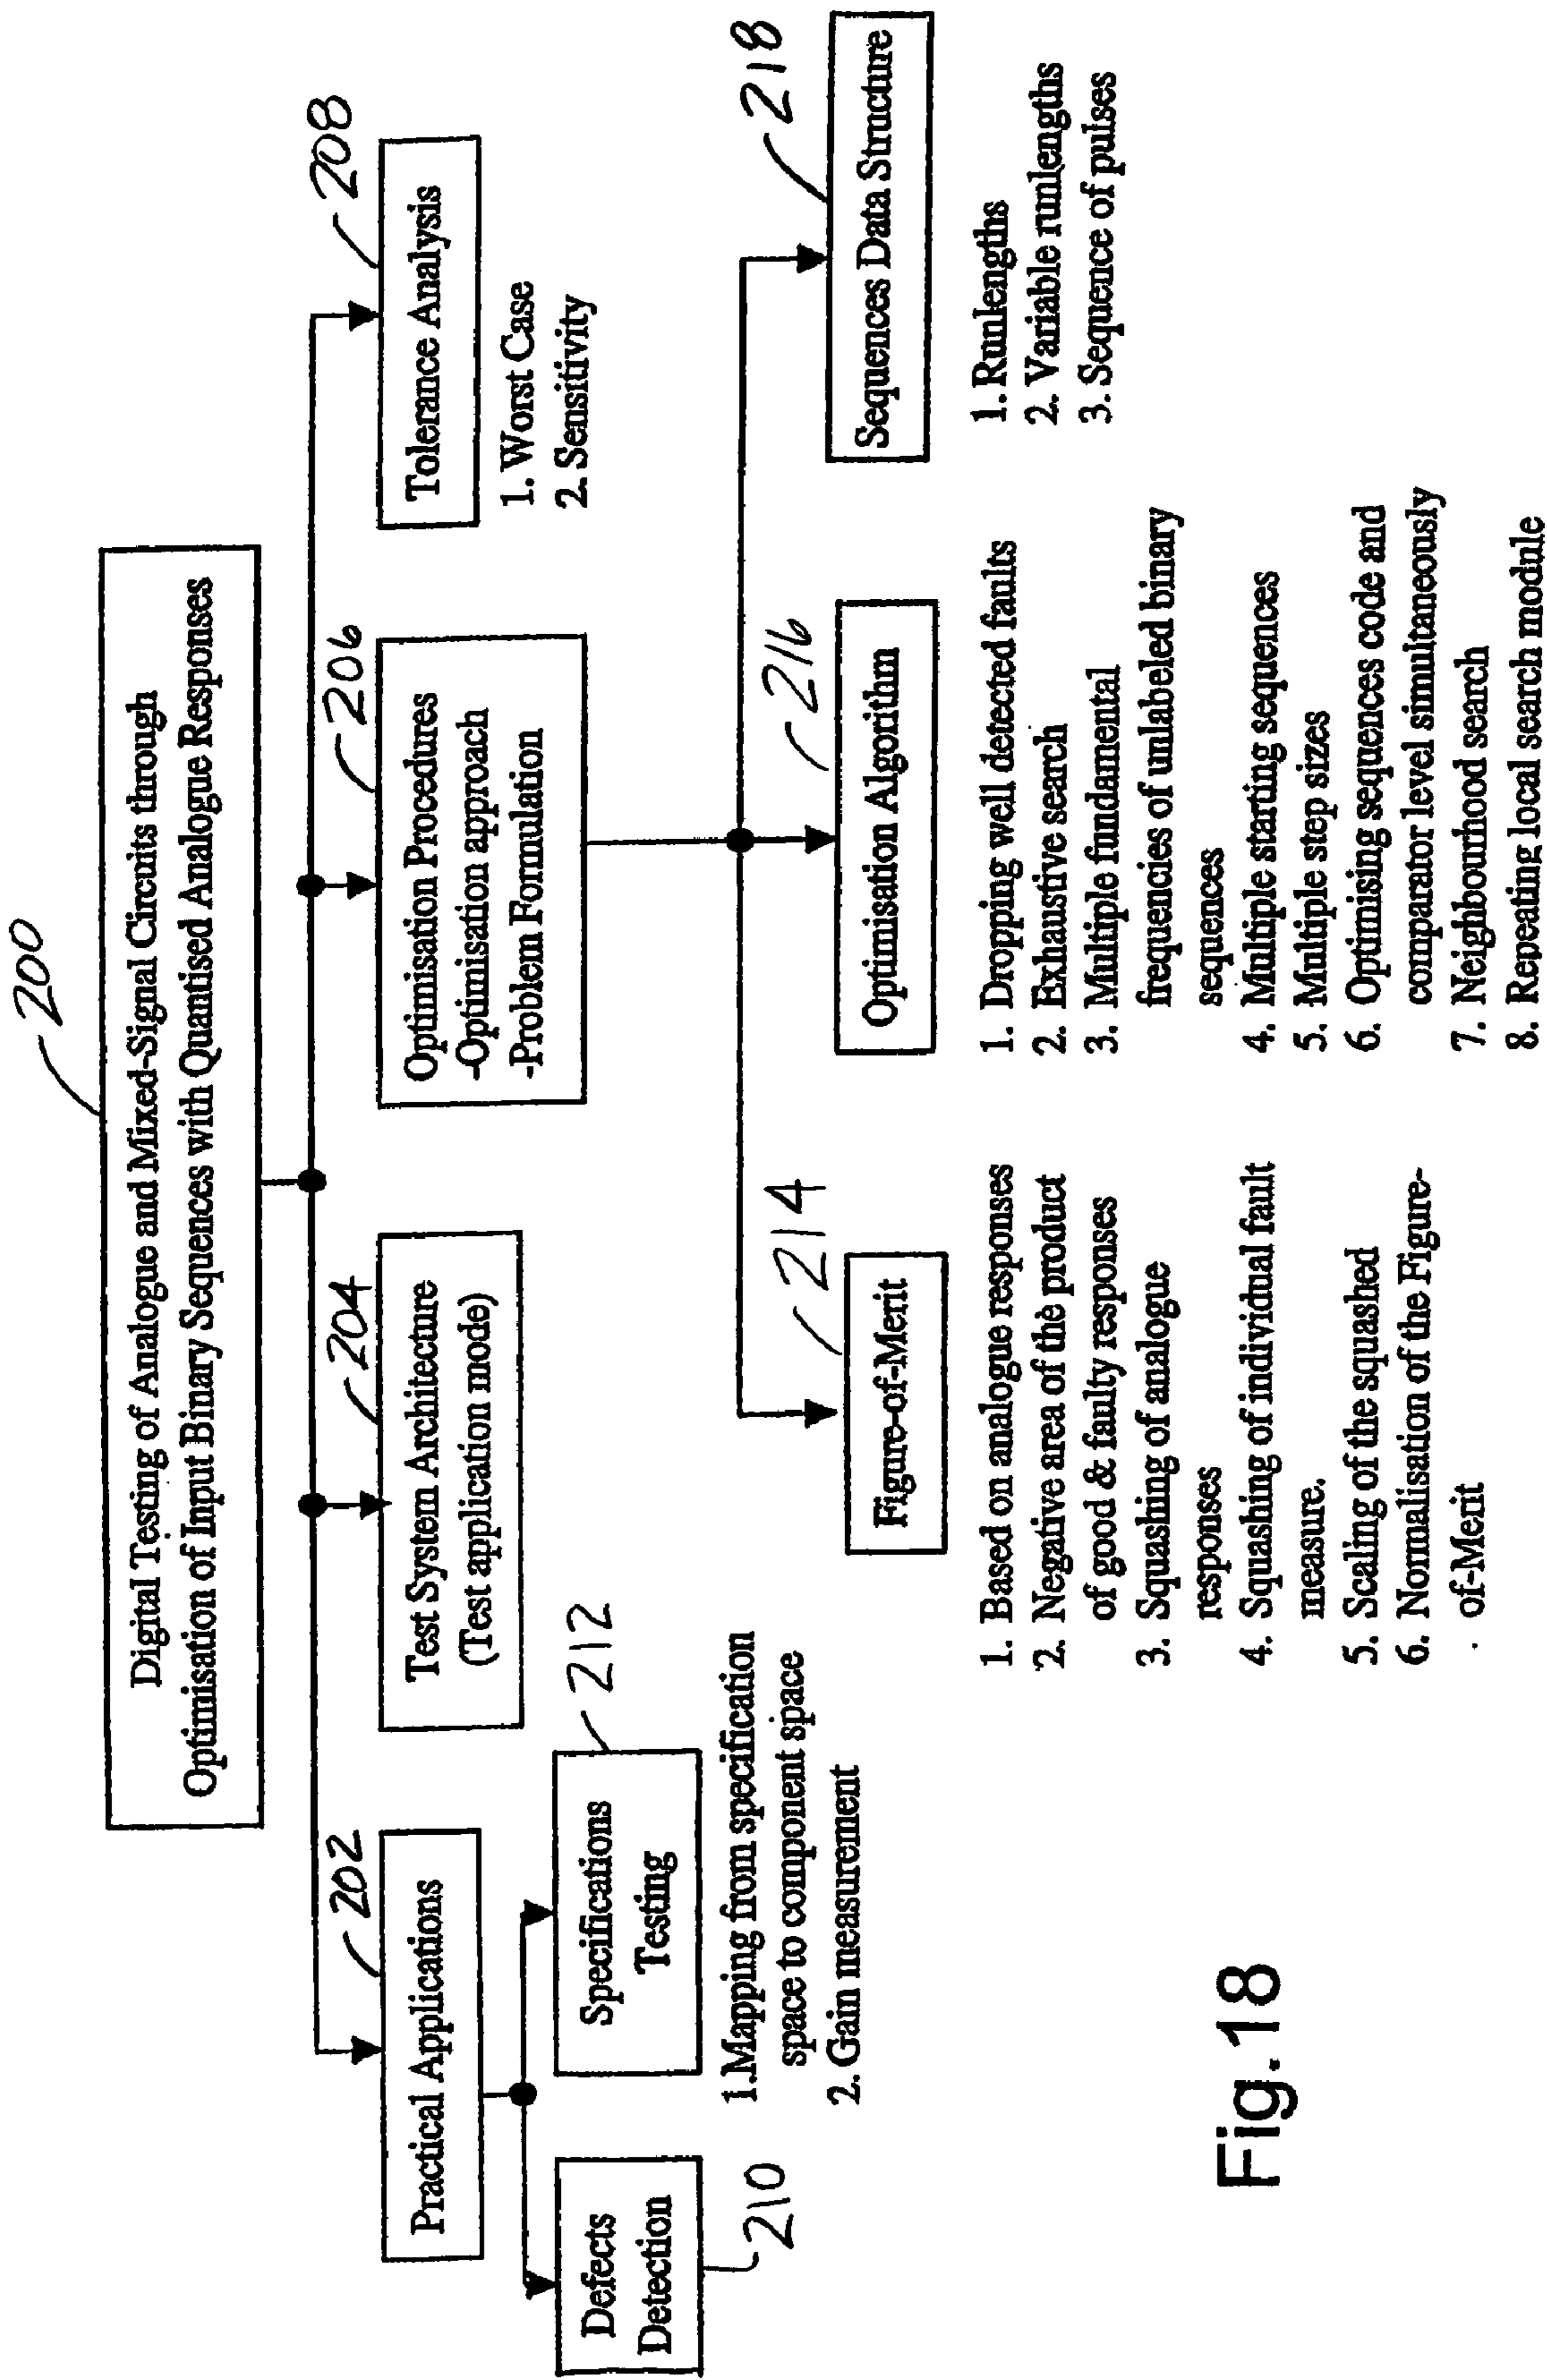 200
Digital Testing of Analogue and Mixed-Signal Circuits through
Optimisation of Input Binary Sequences with Quantised Analogue Responses
202
Practical Applications
204
Test System Architecture
(Test application mode)
206
Optimisation Procedures
-Optimisation approach
-Problem Formulation
208
Tolerance Analysis
1. Worst Case
2. Sensitivity
Defects
Detection
210
212
Specifications
Testing
1.Mapping from specification
space to component space
2. Gain measurement
214
Figure-of-Merit
1. Based on analogue responses
2. Negative area of the product
of good & faulty responses
3. Squashing of analogue
responses
4. Squashing of individual fault
measure.
5. Scaling of the squashed
6. Normalisation of the Figure-
of-Merit
216
Optimisation Algorithm
1. Dropping well detected faults
2. Exhaustive search
3. Multiple fundamental
frequencies of unlabeled binary
sequences
4. Multiple starting sequences
5. Multiple step sizes
6. Optimising sequences code and
comparator level simultaneously
7. Neighbourhood search
8. Repeating local search module
218
Sequences Data Structure
1. Runlengths
2. Variable runlengths
3. Sequence of pulses
Fig.18